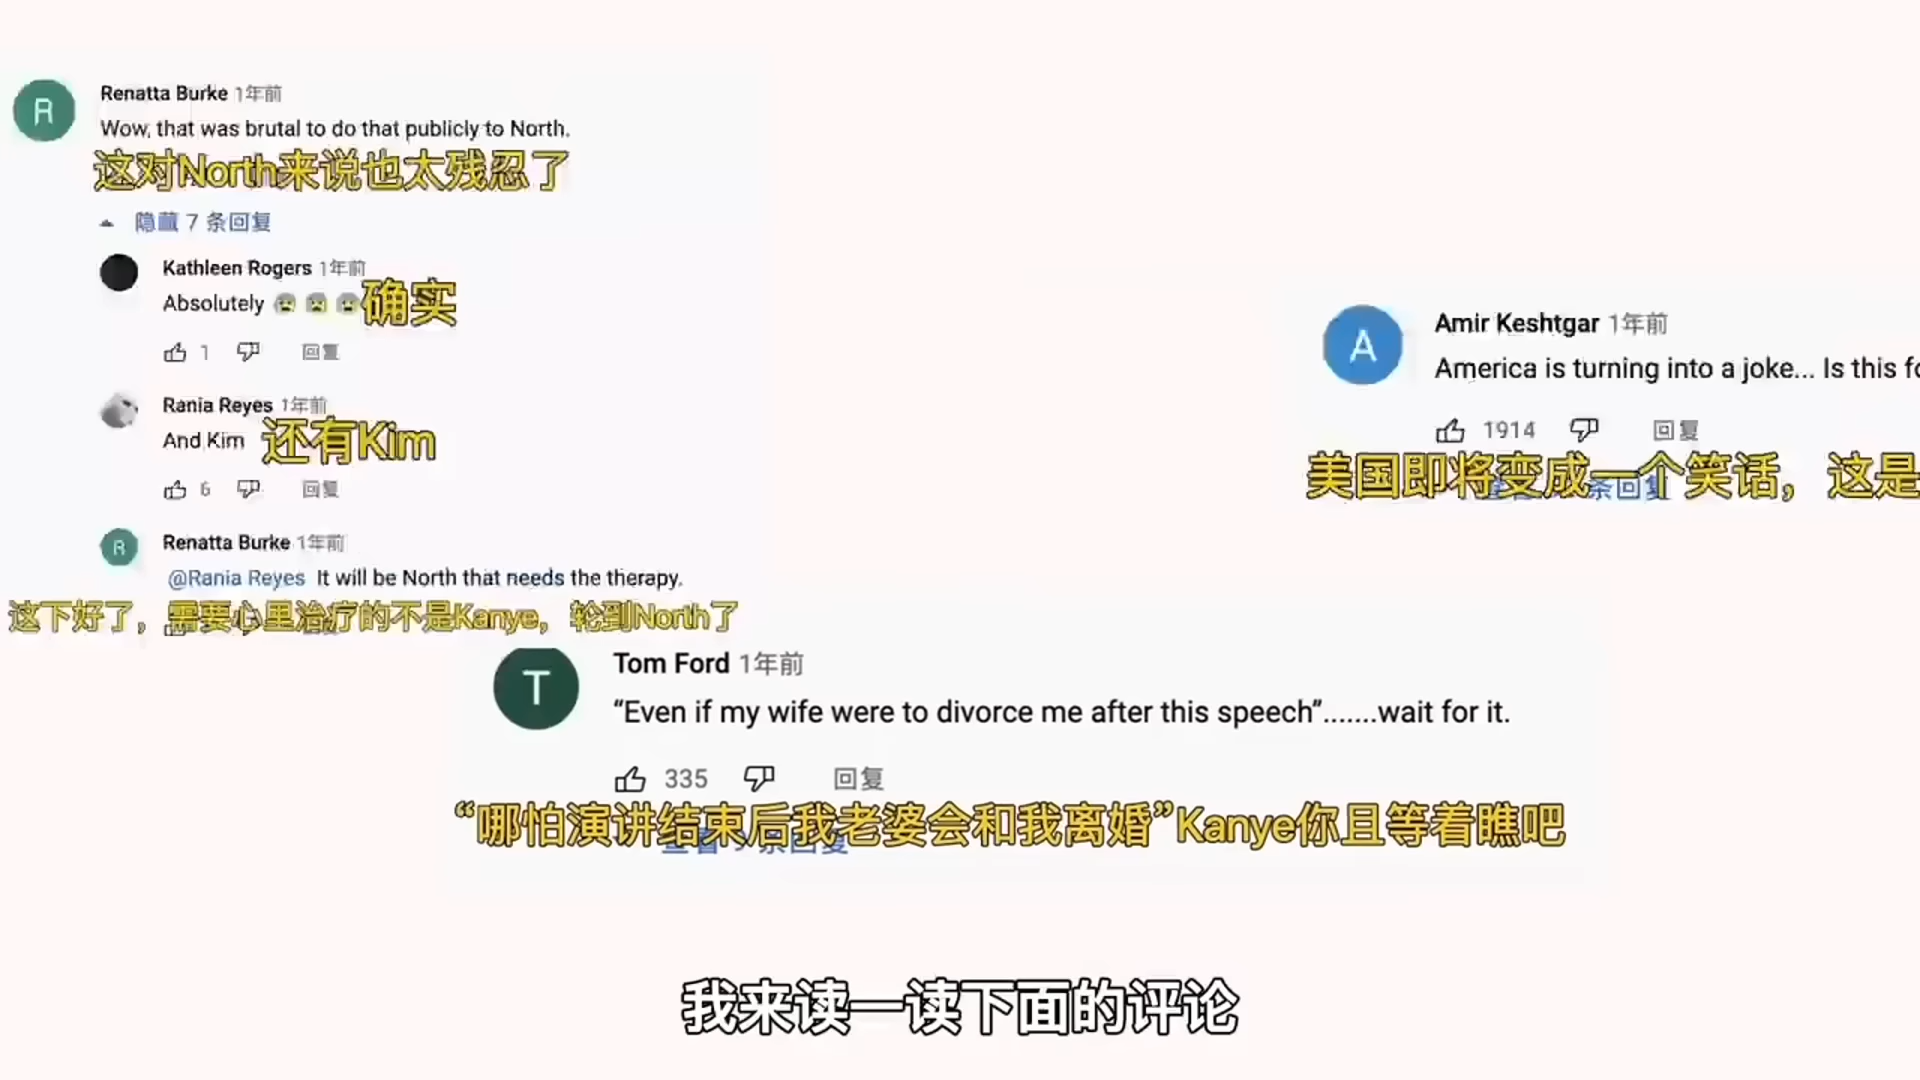 R
Renatta Burke 1年前
Wow, that was brutal to do that publicly to North.
这对North来说也太残忍了
隐藏 7 条回复
Kathleen Rogers 1年前
Absolutely
确实
1 回复
Rania Reyes 1年前
And Kim
还有Kim
6 回复
R
Renatta Burke 1年前
@Rania Reyes It will be North that needs the therapy.
这下好了，需要心里治疗的不是Kanye，轮到North了
A
Amir Keshtgar 1年前
America is turning into a joke... Is this
1914 回复
美国即将变成一个笑话，这是
条回复
T
Tom Ford 1年前
“Even if my wife were to divorce me after this speech”.......wait for it.
335 回复
“哪怕演讲结束后我老婆会和我离婚”Kanye你且等着瞧吧
查看 9 条回复
我来读一读下面的评论